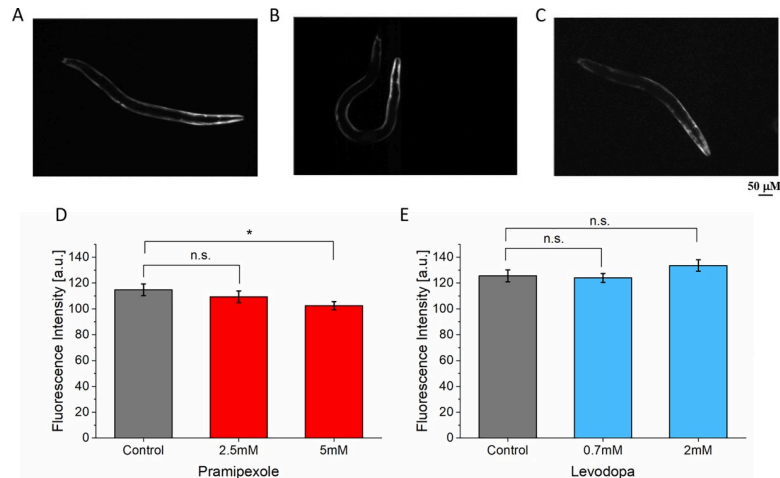 A
B
C
50 µM
D
Fluorescence Intensity [a.u.]
140
120
100
80
60
40
20
0
*
n.s.
Control
2.5mM
5mM
Pramipexole
E
Fluorescence Intensity [a.u.]
140
120
100
80
60
40
20
0
n.s.
n.s.
Control
0.7mM
2mM
Levodopa